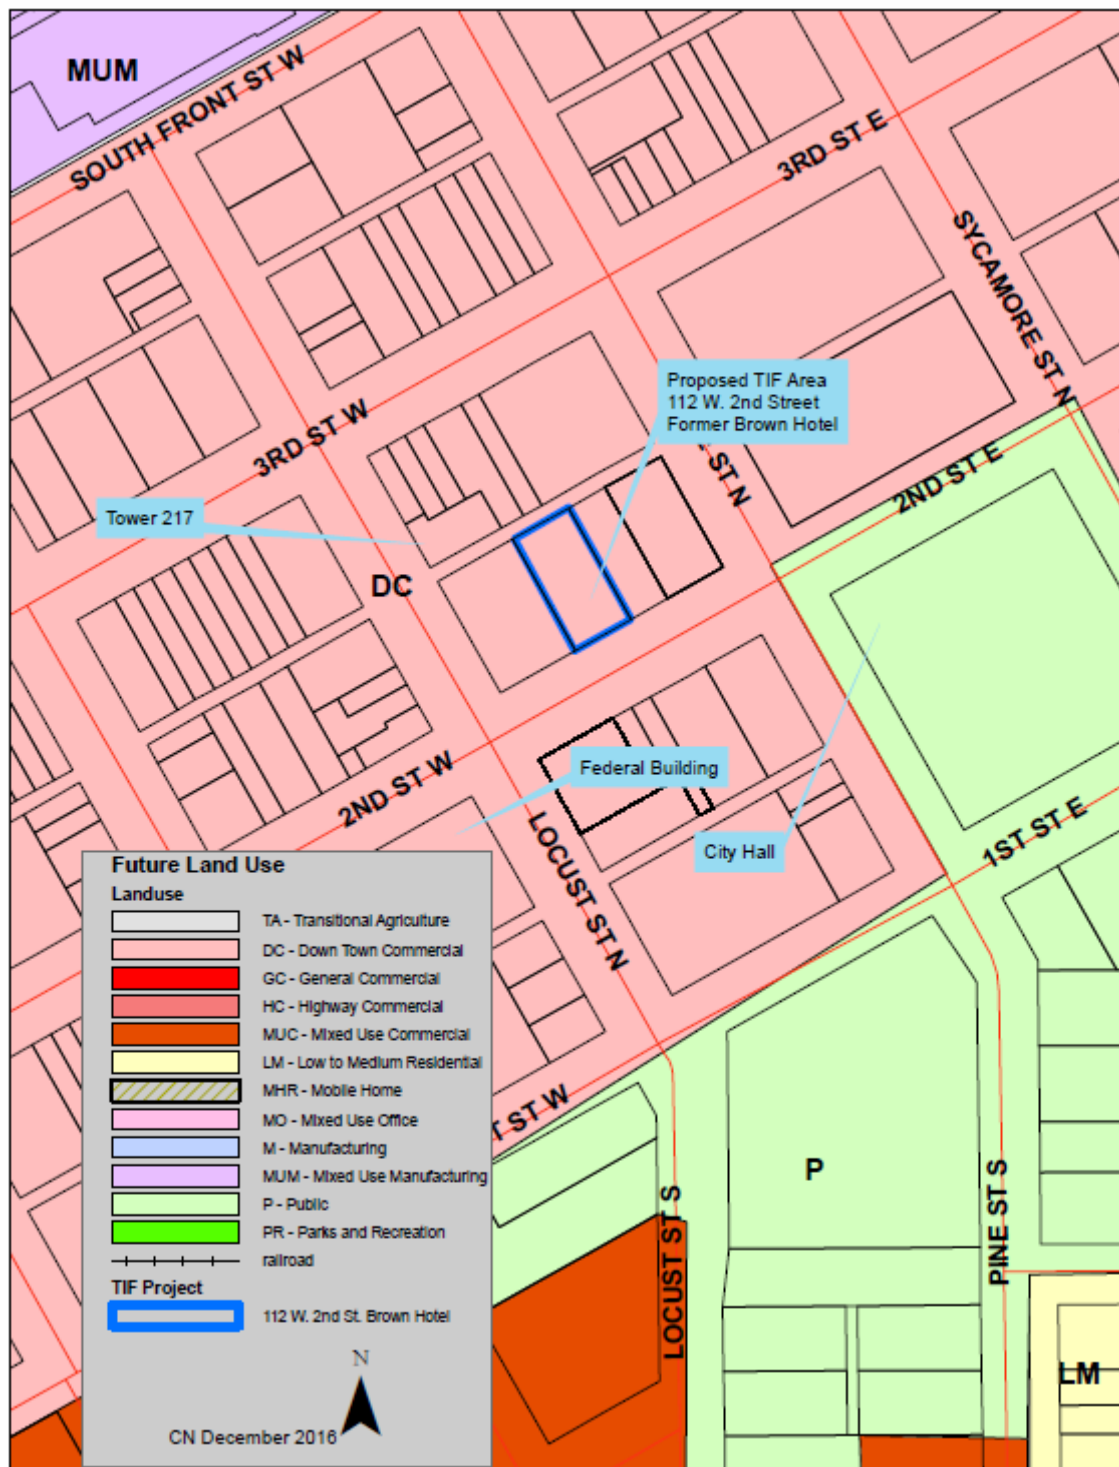 MUM
SOUTH FRONT ST W
3RD ST E
SYCAMORE ST N
Proposed TIF Area
112 W. 2nd Street
Former Brown Hotel
ST N
3RD ST W
2ND ST E
Tower 217
DC
2ND ST W
Federal Building
LOCUST ST N
City Hall
1ST ST E
Future Land Use
Landuse
TA - Transitional Agriculture
DC - Down Town Commercial
GC - General Commercial
HC - Highway Commercial
MUC - Mixed Use Commercial
LM - Low to Medium Residential
MHR - Mobile Home
MO - Mixed Use Office
M - Manufacturing
MUM - Mixed Use Manufacturing
P - Public
PR - Parks and Recreation
railroad
TIF Project
112 W. 2nd St. Brown Hotel
N
CN December 2016
T ST W
P
LOCUST ST S
PINE ST S
LM